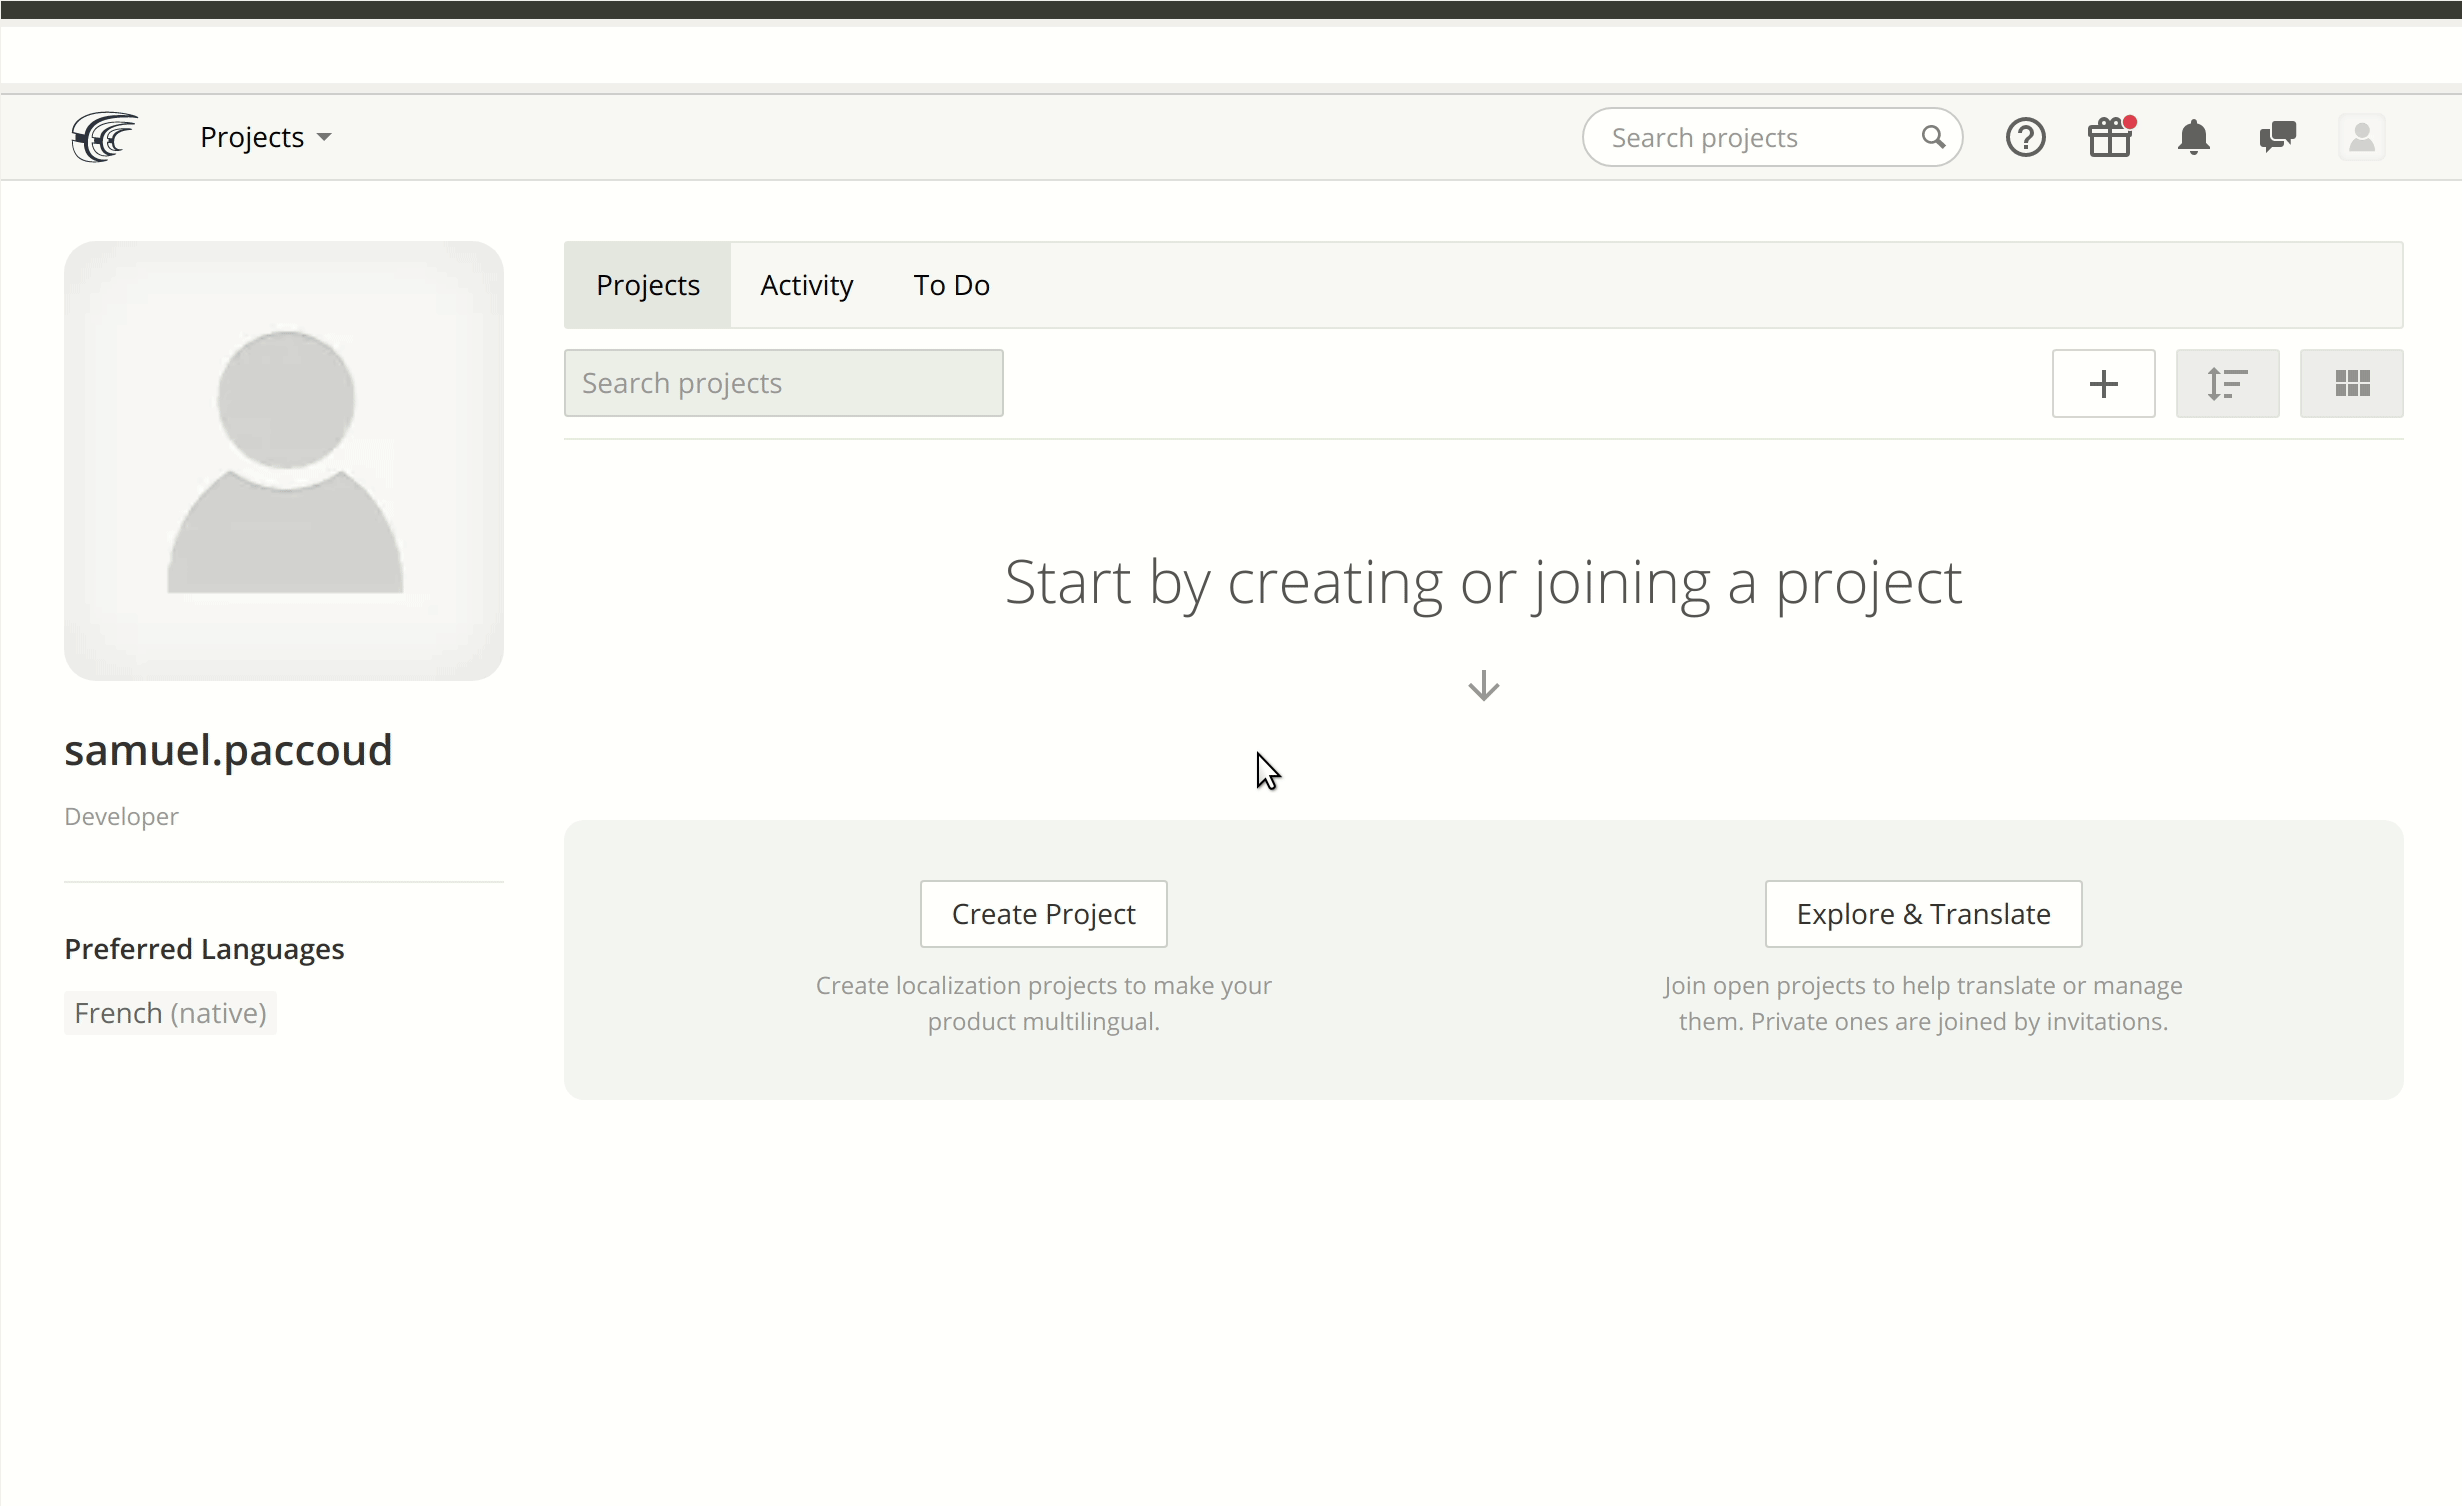 Projects
Search projects
Projects
Activity
To Do
Search projects
Start by creating or joining a project
samuel.paccoud
Developer
Preferred Languages
French (native)
Create Project
Create localization projects to make your
product multilingual.
Explore & Translate
Join open projects to help translate or manage
them. Private ones are joined by invitations.